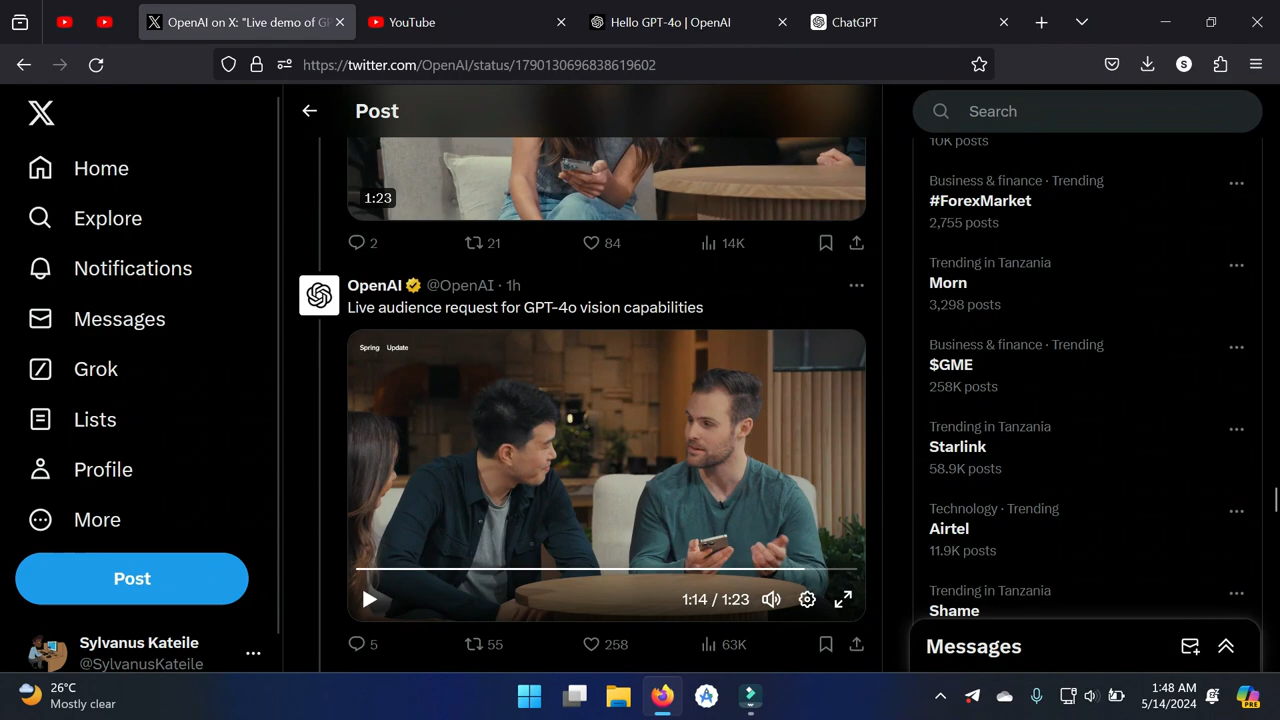 OpenAI on X: "Live demo of GP
YouTube
Hello GPT-4o | OpenAI
ChatGPT
https://twitter.com/OpenAI/status/1790130696838619602
S
Home
Explore
Notifications
Messages
Grok
Lists
Profile
More
Post
Sylvanus Kateile
@SylvanusKateile
Post
1:23
2
21
84
14K
OpenAI @OpenAI · 1h
Live audience request for GPT-4o vision capabilities
Spring Update
1:14 / 1:23
5
55
258
63K
Search
10K posts
Business & finance · Trending
#ForexMarket
2,755 posts
Trending in Tanzania
Morn
3,298 posts
Business & finance · Trending
$GME
258K posts
Trending in Tanzania
Starlink
58.9K posts
Technology · Trending
Airtel
11.9K posts
Trending in Tanzania
Shame
Messages
26°C
Mostly clear
1:48 AM
5/14/2024
PRE